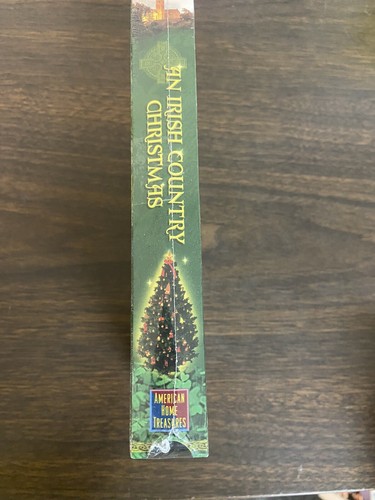 AN IRISH COUNTRY
CHRISTMAS
AMERICAN
HOME
TREASURES